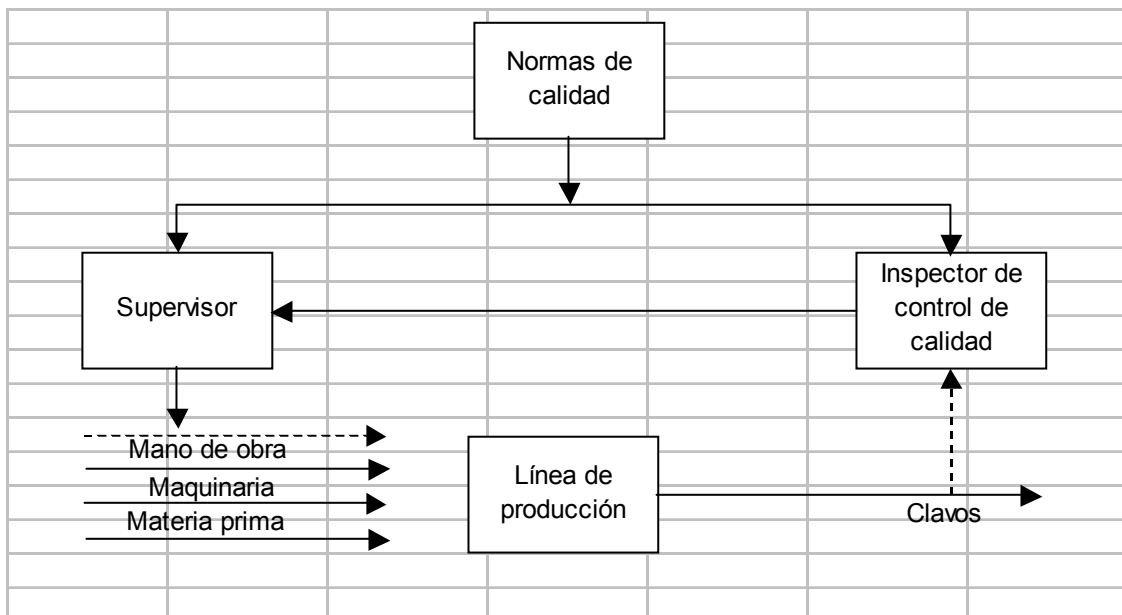 Normas de
calidad
Supervisor
Inspector de
control de
calidad
Mano de obra
Maquinaria
Materia prima
Línea de
producción
Clavos